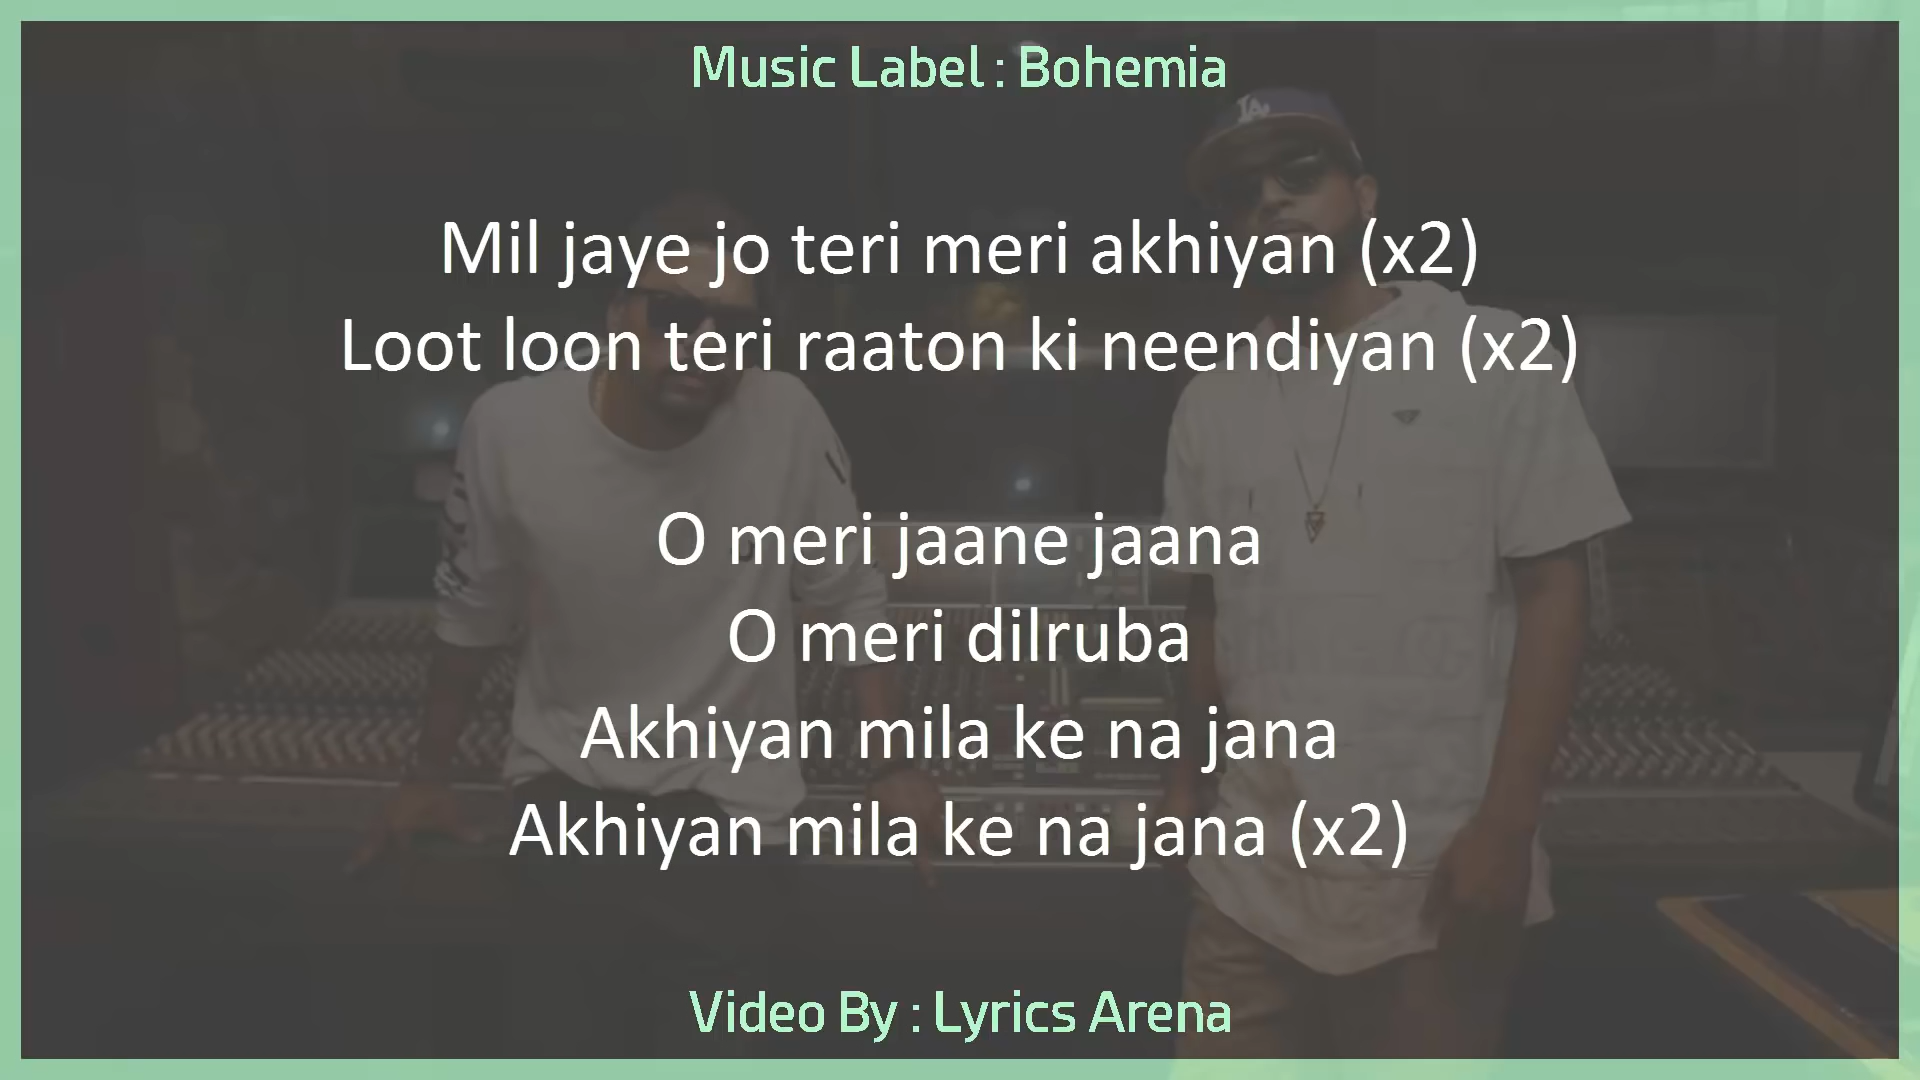 Music Label : Bohemia
LA
Mil jaye jo teri meri akhiyan (x2)
Loot loon teri raaton ki neendiyan (x2)
O meri jaane jaana
O meri dilruba
Akhiyan mila ke na jana
Akhiyan mila ke na jana (x2)
Video By : Lyrics Arena